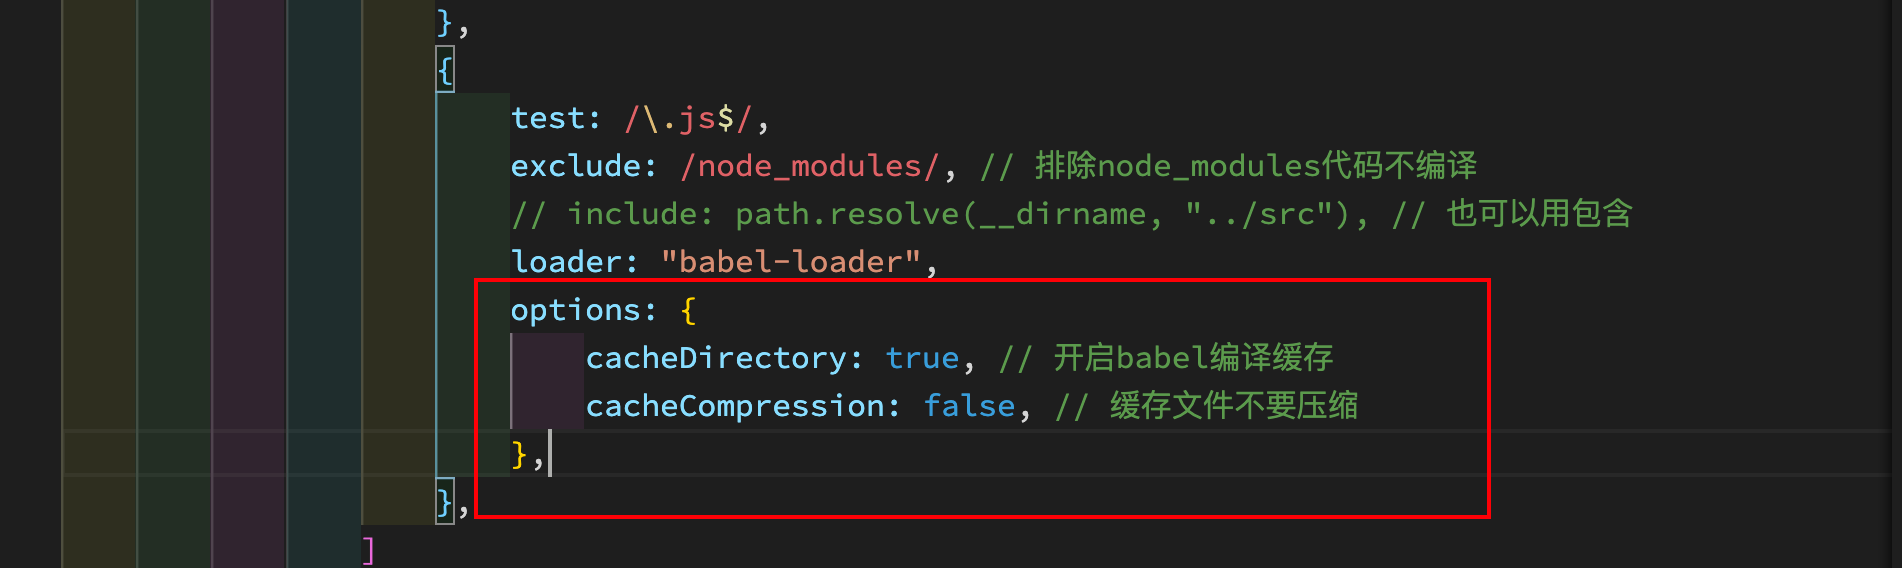 },
{
test: /\.js$/,
exclude: /node_modules/, // 排除node_modules代码不编译
// include: path.resolve(__dirname, "../src"), // 也可以用包含
loader: "babel-loader",
options: {
cacheDirectory: true, // 开启babel编译缓存
cacheCompression: false, // 缓存文件不要压缩
},
},
]